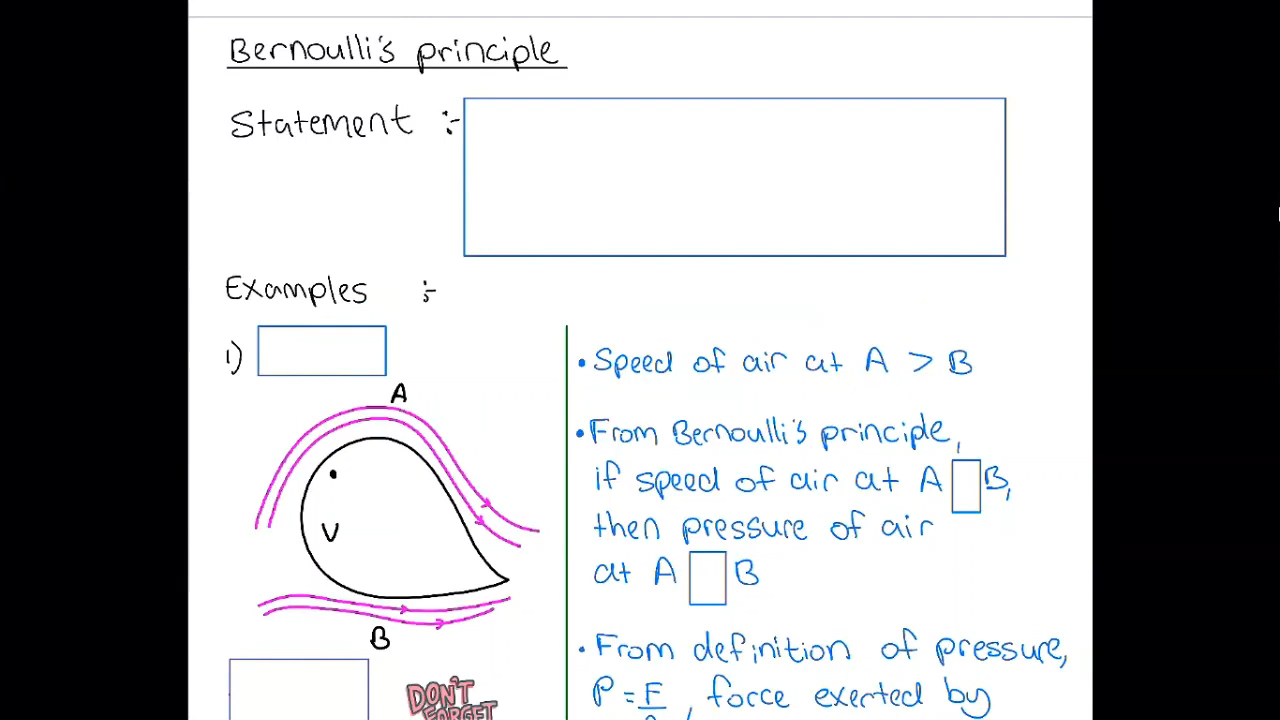 Bernoulli's principle
Statement :-
Examples :-
1)
A
V
B
• Speed of air at A > B
• From Bernoulli's principle,
if speed of air at A B,
then pressure of air
at A B
• From definition of pressure,
P = F/ , force exerted by
DON'T
FORGET